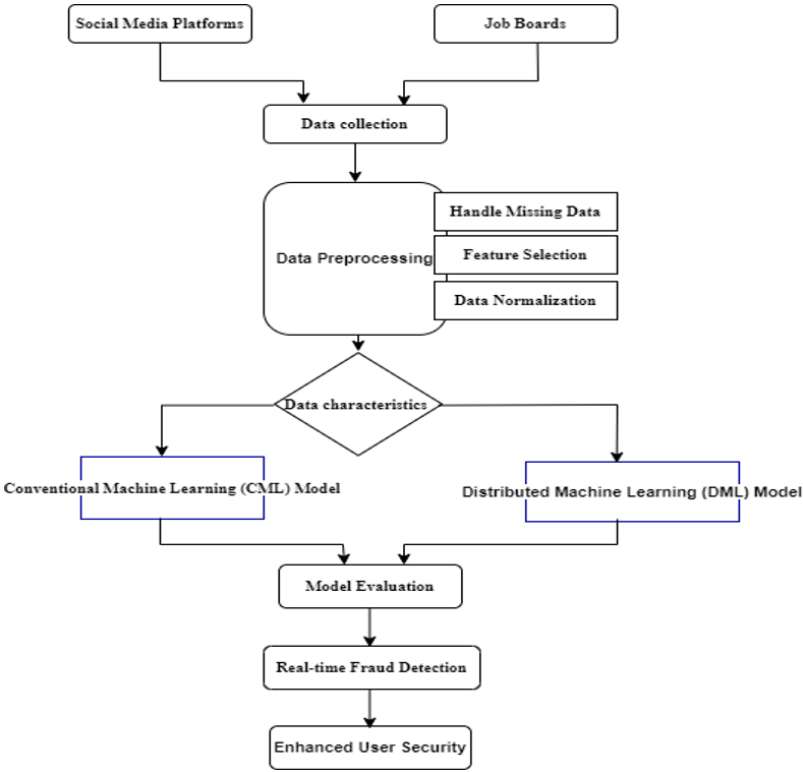 Social Media Platforms
Job Boards
Data collection
Data Preprocessing
Handle Missing Data
Feature Selection
Data Normalization
Data characteristics
Conventional Machine Learning (CML) Model
Distributed Machine Learning (DML) Model
Model Evaluation
Real-time Fraud Detection
Enhanced User Security